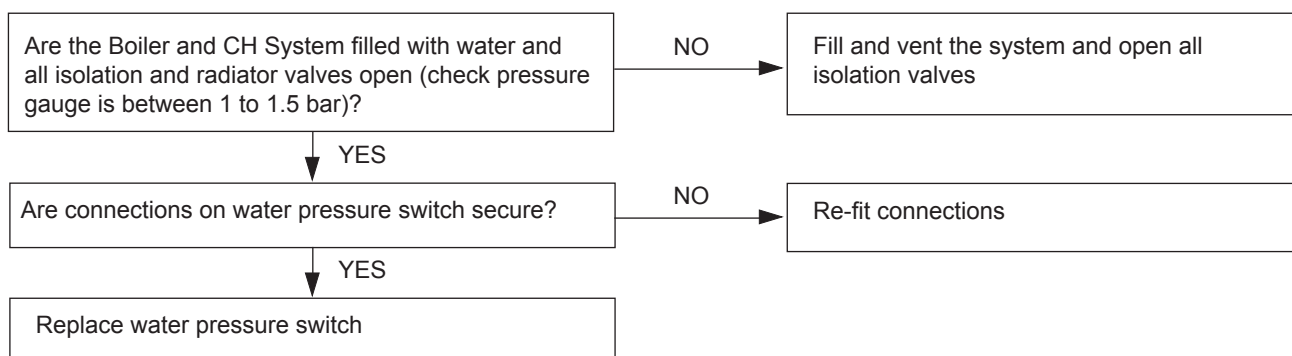 Are the Boiler and CH System filled with water and
all isolation and radiator valves open (check pressure
gauge is between 1 to 1.5 bar)?
NO
Fill and vent the system and open all
isolation valves
YES
Are connections on water pressure switch secure?
NO
Re-fit connections
YES
Replace water pressure switch